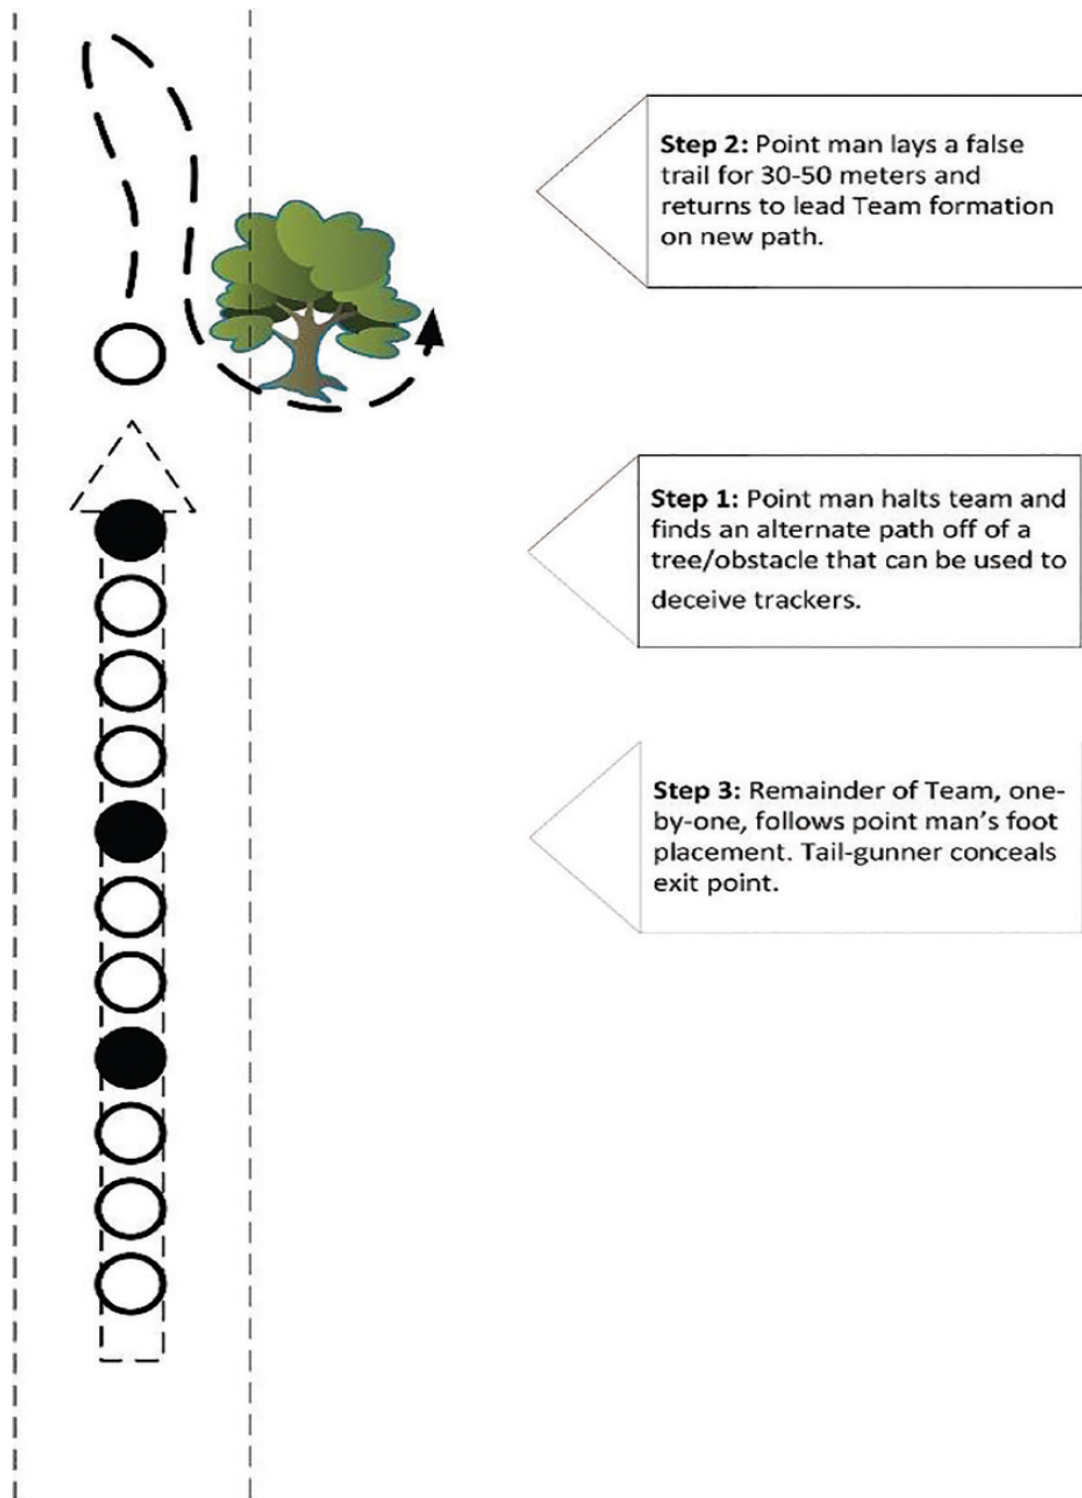 Step 2: Point man lays a false
trail for 30-50 meters and
returns to lead Team formation
on new path.
Step 1: Point man halts team and
finds an alternate path off of a
tree/obstacle that can be used to
deceive trackers.
Step 3: Remainder of Team, one-
by-one, follows point man’s foot
placement. Tail-gunner conceals
exit point.